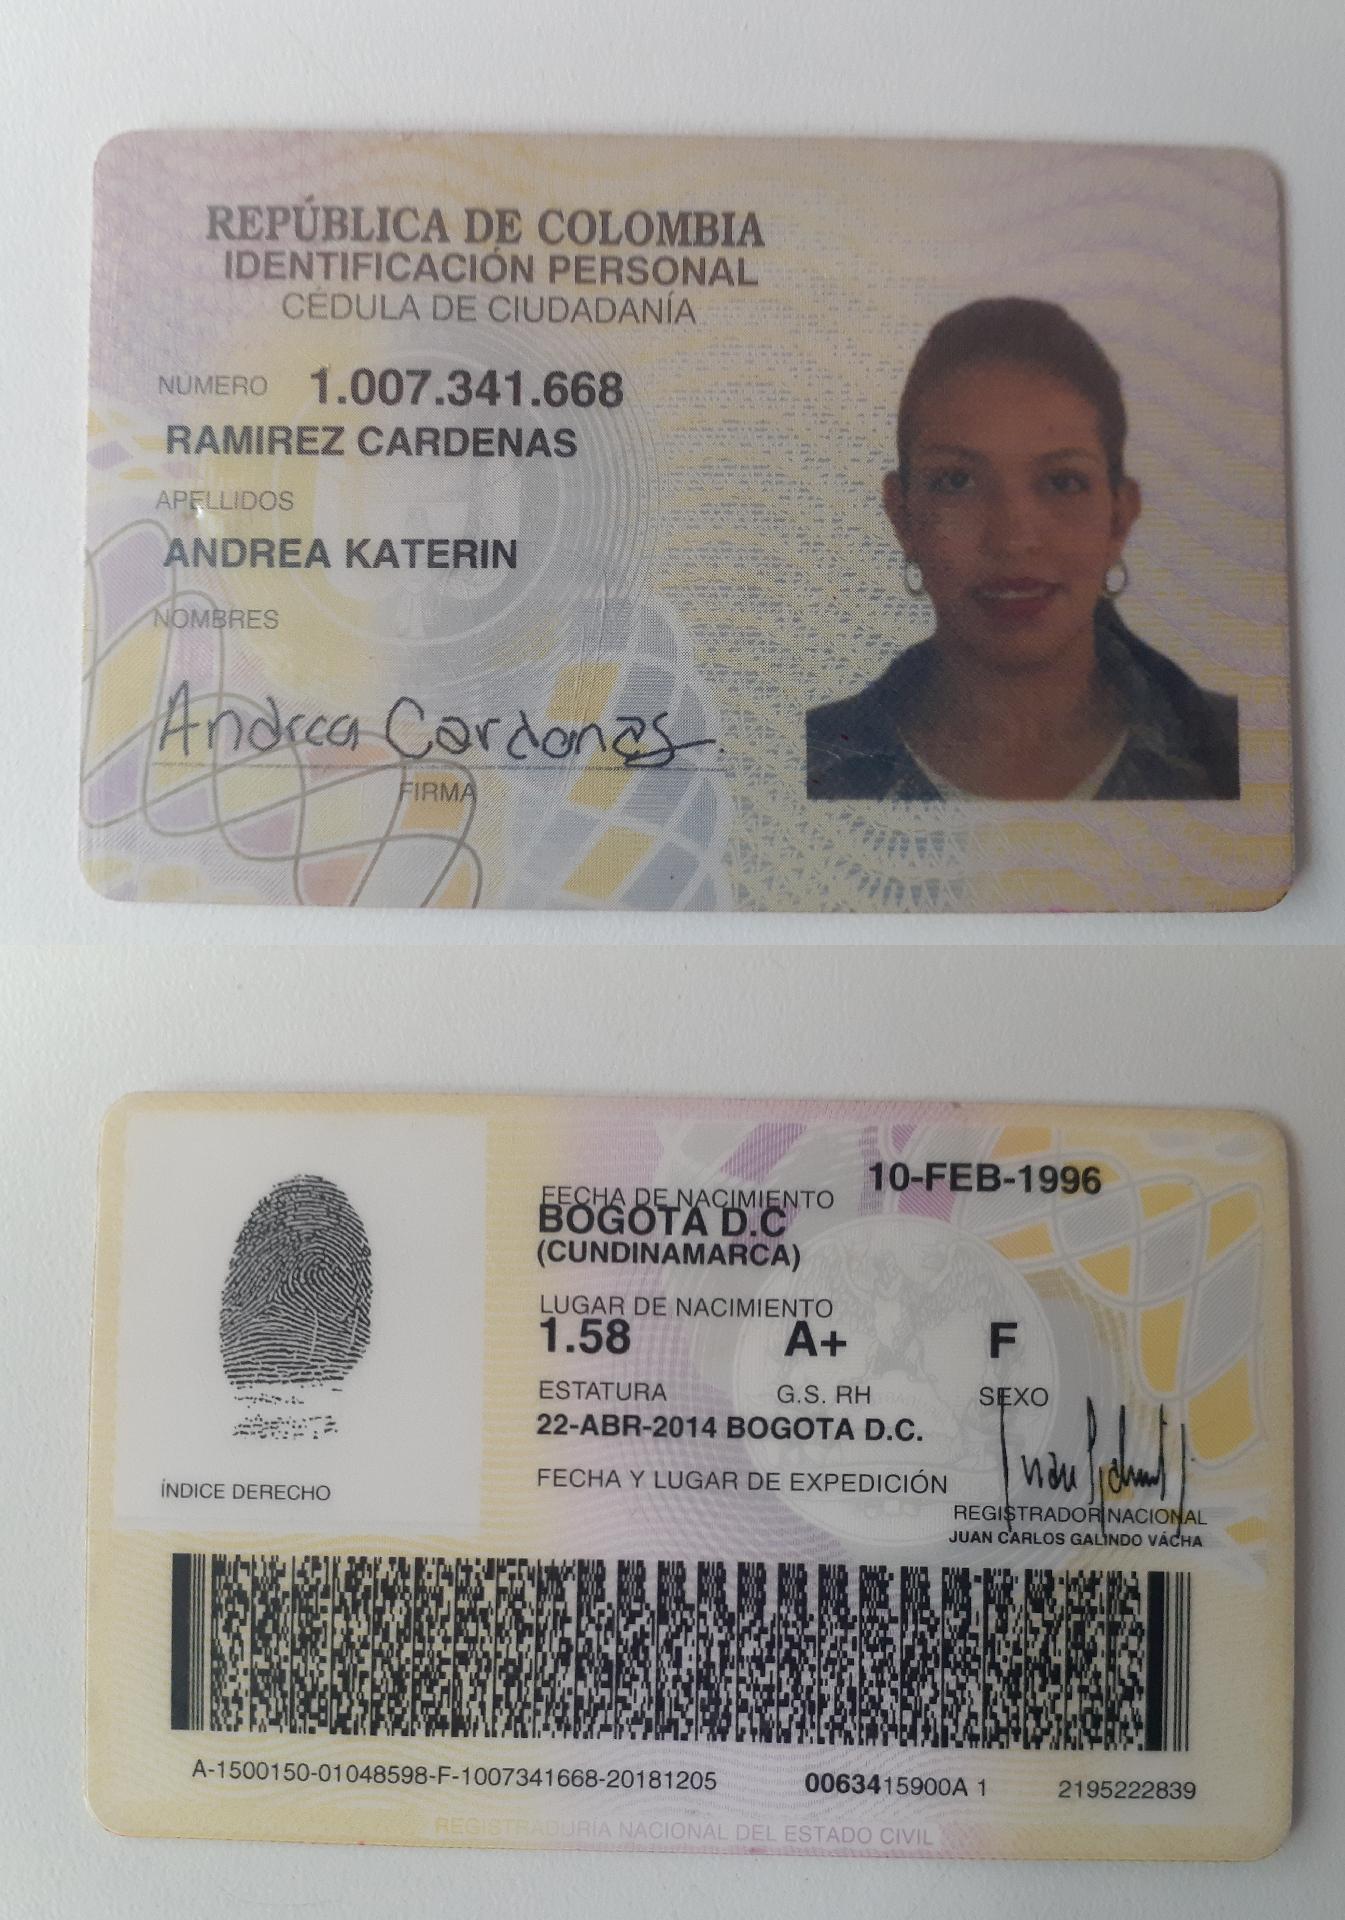 REPÚBLICA DE COLOMBIA
IDENTIFICACIÓN PERSONAL
CÉDULA DE CIUDADANÍA
NÚMERO 1.007.341.668
RAMIREZ CARDENAS
APELLIDOS
ANDREA KATERIN
NOMBRES
Andrea Cardenas
FIRMA
FECHA DE NACIMIENTO 10-FEB-1996
BOGOTA D.C
(CUNDINAMARCA)
LUGAR DE NACIMIENTO
1.58 A+ F
ESTATURA G.S. RH SEXO
22-ABR-2014 BOGOTA D.C.
FECHA Y LUGAR DE EXPEDICIÓN
ÍNDICE DERECHO
REGISTRADOR NACIONAL
JUAN CARLOS GALINDO VÁCHA
A-1500150-01048598-F-1007341668-20181205 0063415900A 1 2195222839
REGISTRADURIA NACIONAL DEL ESTADO CIVIL